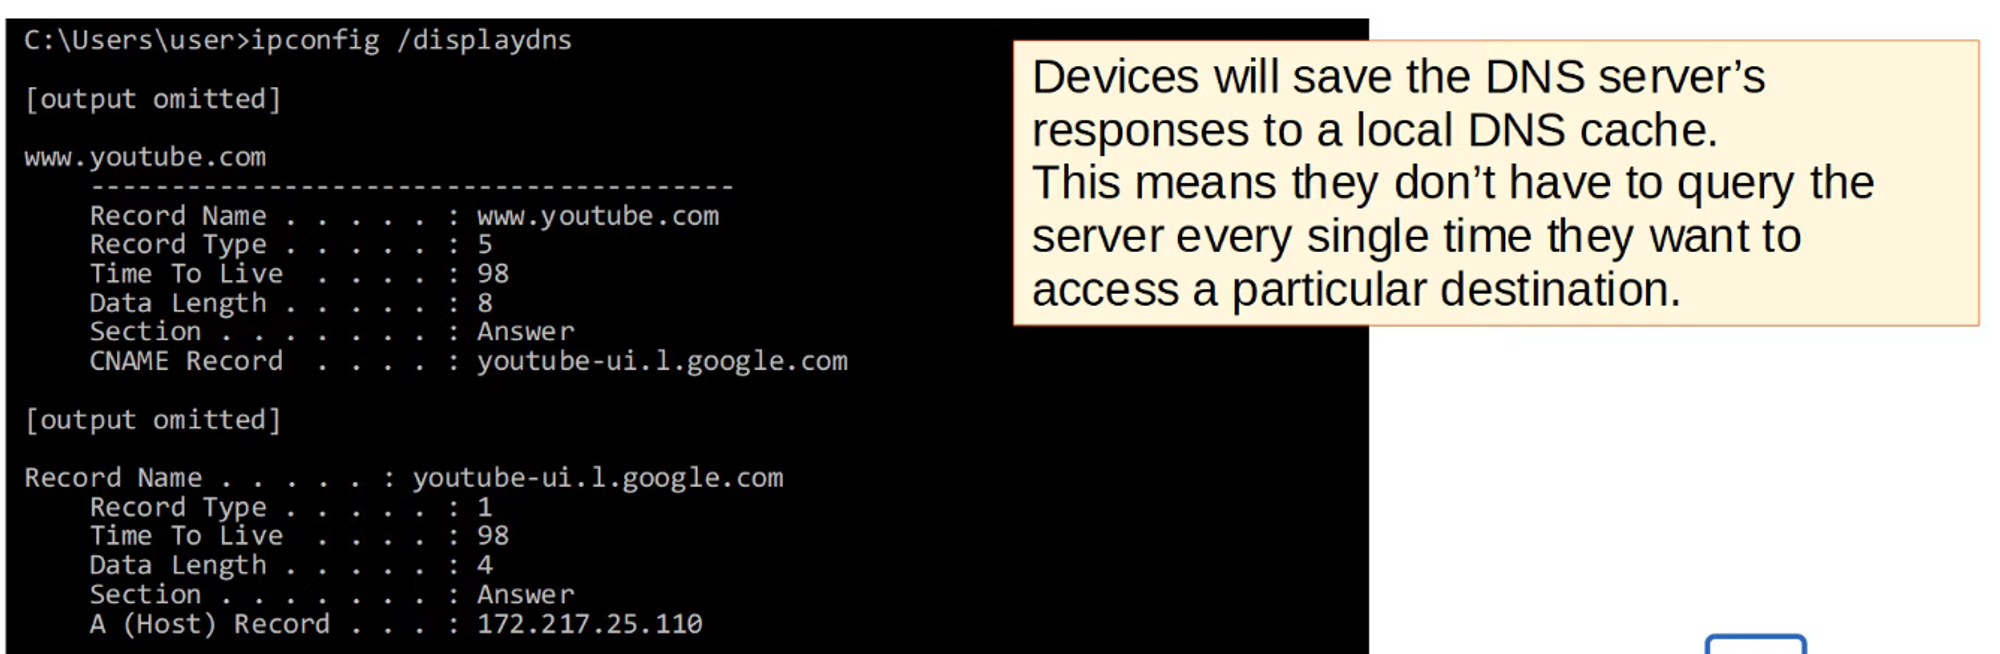 C:\Users\user>ipconfig /displaydns
[output omitted]
www.youtube.com
----------------------------------------
Record Name . . . . . : www.youtube.com
Record Type . . . . . : 5
Time To Live  . . . . : 98
Data Length . . . . . : 8
Section . . . . . . . : Answer
CNAME Record  . . . . : youtube-ui.l.google.com
[output omitted]
Record Name . . . . . : youtube-ui.l.google.com
Record Type . . . . . : 1
Time To Live  . . . . : 98
Data Length . . . . . : 4
Section . . . . . . . : Answer
A (Host) Record . . . : 172.217.25.110
Devices will save the DNS server’s
responses to a local DNS cache.
This means they don’t have to query the
server every single time they want to
access a particular destination.